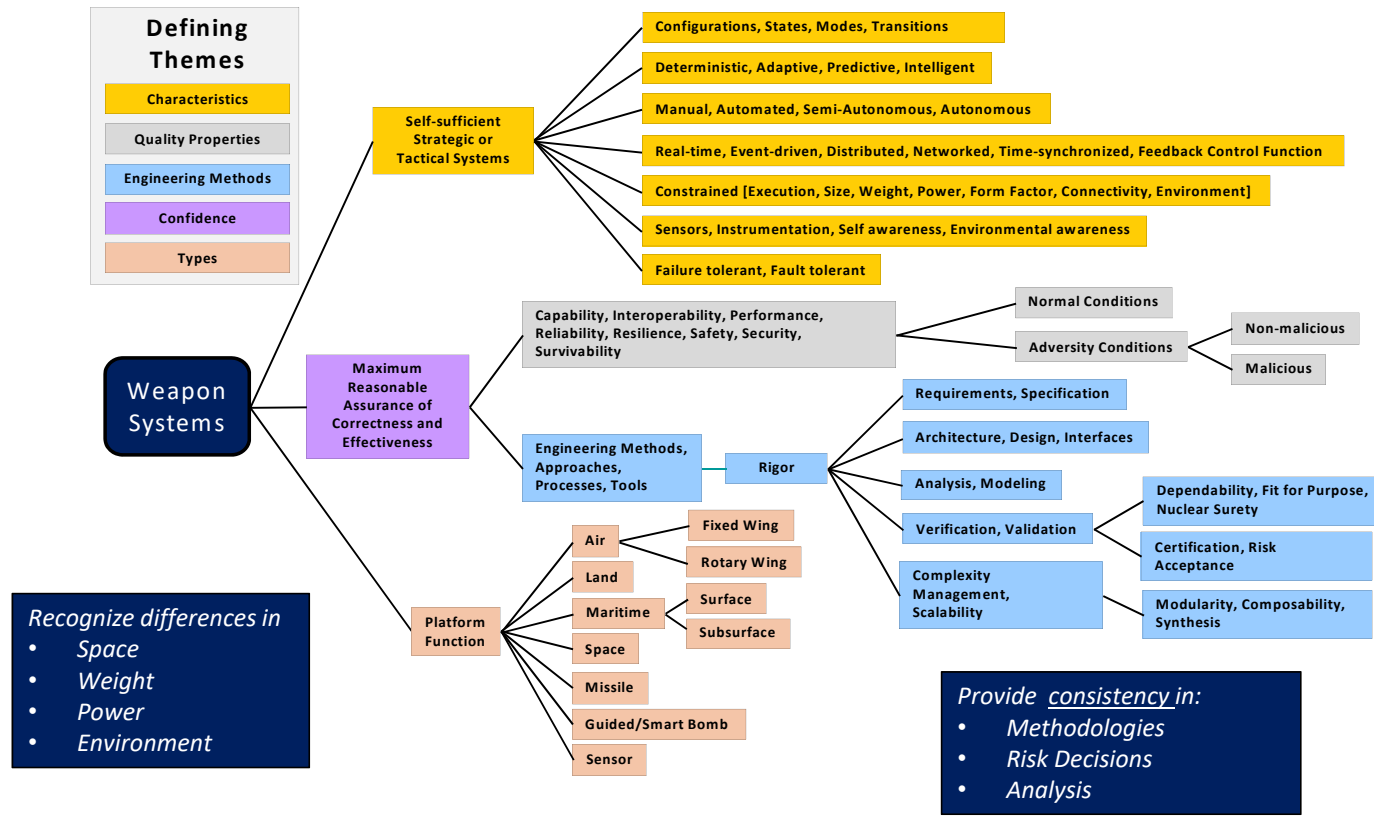 Defining
Themes
Characteristics
Quality Properties
Engineering Methods
Confidence
Types
Weapon
Systems
Self-sufficient
Strategic or
Tactical Systems
Configurations, States, Modes, Transitions
Deterministic, Adaptive, Predictive, Intelligent
Manual, Automated, Semi-Autonomous, Autonomous
Real-time, Event-driven, Distributed, Networked, Time-synchronized, Feedback Control Function
Constrained [Execution, Size, Weight, Power, Form Factor, Connectivity, Environment]
Sensors, Instrumentation, Self awareness, Environmental awareness
Failure tolerant, Fault tolerant
Maximum
Reasonable
Assurance of
Correctness and
Effectiveness
Capability, Interoperability, Performance,
Reliability, Resilience, Safety, Security,
Survivability
Normal Conditions
Adversity Conditions
Non-malicious
Malicious
Engineering Methods,
Approaches,
Processes, Tools
Rigor
Requirements, Specification
Architecture, Design, Interfaces
Analysis, Modeling
Verification, Validation
Dependability, Fit for Purpose,
Nuclear Surety
Certification, Risk
Acceptance
Complexity
Management,
Scalability
Modularity, Composability,
Synthesis
Platform
Function
Air
Fixed Wing
Rotary Wing
Land
Maritime
Surface
Subsurface
Space
Missile
Guided/Smart Bomb
Sensor
Recognize differences in
• Space
• Weight
• Power
• Environment
Provide consistency in:
• Methodologies
• Risk Decisions
• Analysis